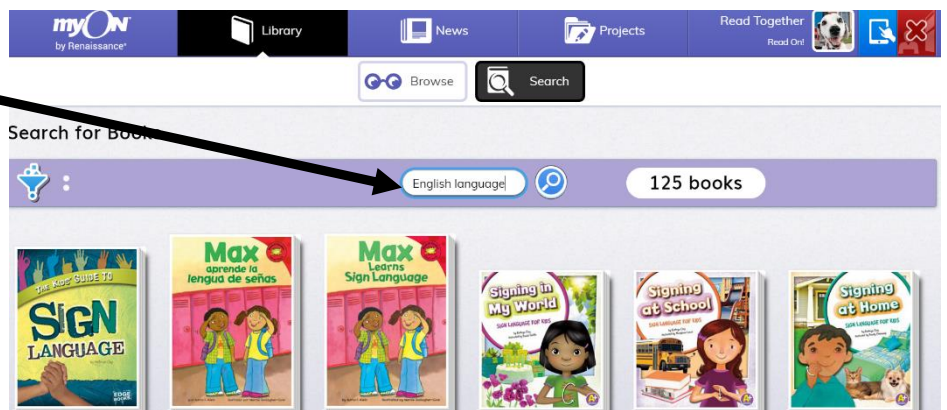 myON
by Renaissance
Library
News
Projects
Read Together
Read On!
Browse
Search
Search for Books
English language
125 books
THE KIDS' GUIDE TO
SIGN
LANGUAGE
EDGE
BOOKS
Max
aprende la
lengua de señas
Max
Learns
Sign Language
Signing in
My World
SIGN LANGUAGE FOR KIDS
Signing
at School
SIGN LANGUAGE FOR KIDS
Signing
at Home
SIGN LANGUAGE FOR KIDS